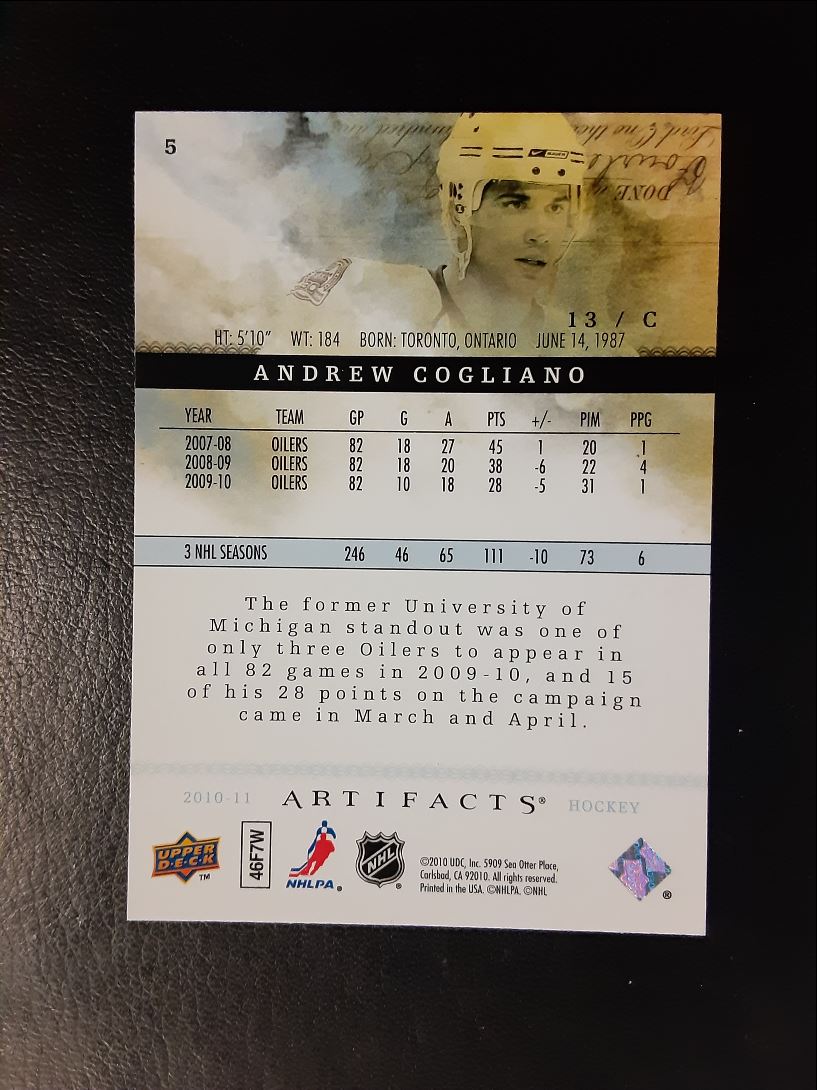 5
DONE
13 / C
HT: 5'10" WT: 184 BORN: TORONTO, ONTARIO JUNE 14, 1987
ANDREW COGLIANO
YEAR TEAM GP G A PTS +/- PIM PPG
2007-08 OILERS 82 18 27 45 1 20 1
2008-09 OILERS 82 18 20 38 -6 22 4
2009-10 OILERS 82 10 18 28 -5 31 1
3 NHL SEASONS 246 46 65 111 -10 73 6
The former University of
Michigan standout was one of
only three Oilers to appear in
all 82 games in 2009-10, and 15
of his 28 points on the campaign
came in March and April.
2010-11 ARTIFACTS® HOCKEY
UPPER
D·E·C·K
™
46F7W
NHLPA®
NHL®
©2010 UDC, Inc. 5909 Sea Otter Place,
Carlsbad, CA 92010. All rights reserved.
Printed in the USA. ©NHLPA. ©NHL
®